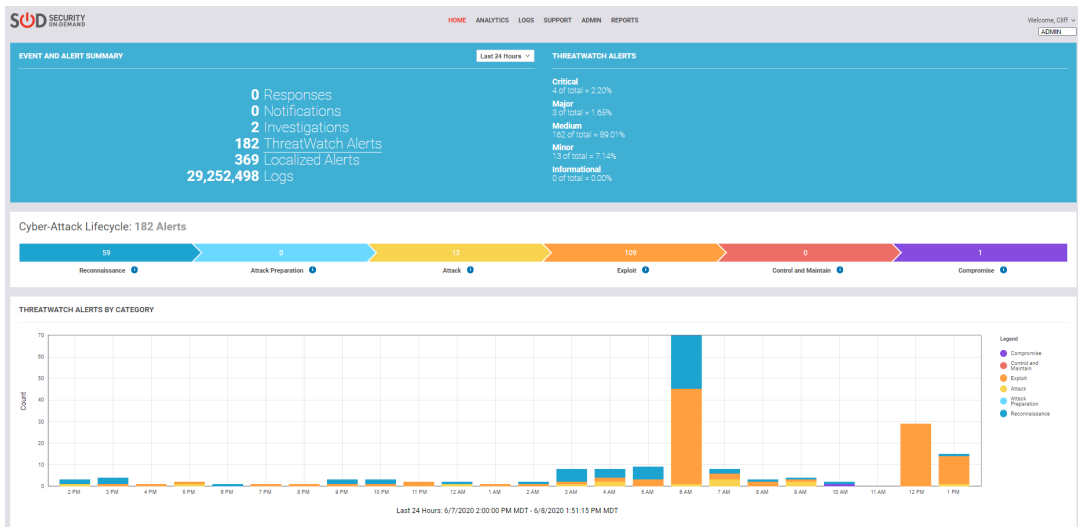 SOD SECURITY ON-DEMAND
HOME ANALYTICS LOGS SUPPORT ADMIN REPORTS
Welcome, Cliff
ADMIN
EVENT AND ALERT SUMMARY
Last 24 Hours
0 Responses
0 Notifications
2 Investigations
182 ThreatWatch Alerts
369 Localized Alerts
29,252,498 Logs
THREATWATCH ALERTS
Critical
4 of total = 2.20%
Major
3 of total = 1.65%
Medium
162 of total = 89.01%
Minor
13 of total = 7.14%
Informational
0 of total = 0.00%
Cyber-Attack Lifecycle: 182 Alerts
59 0 13 109 0 1
Reconnaissance Attack Preparation Attack Exploit Control and Maintain Compromise
THREATWATCH ALERTS BY CATEGORY
Count
70
60
50
40
30
20
10
0
2 PM 3 PM 4 PM 5 PM 6 PM 7 PM 8 PM 9 PM 10 PM 11 PM 12 AM 1 AM 2 AM 3 AM 4 AM 5 AM 6 AM 7 AM 8 AM 9 AM 10 AM 11 AM 12 PM 1 PM
Last 24 Hours: 6/7/2020 2:00:00 PM MDT - 6/8/2020 1:51:15 PM MDT
Legend
Compromise
Control and
Maintain
Exploit
Attack
Attack
Preparation
Reconnaissance